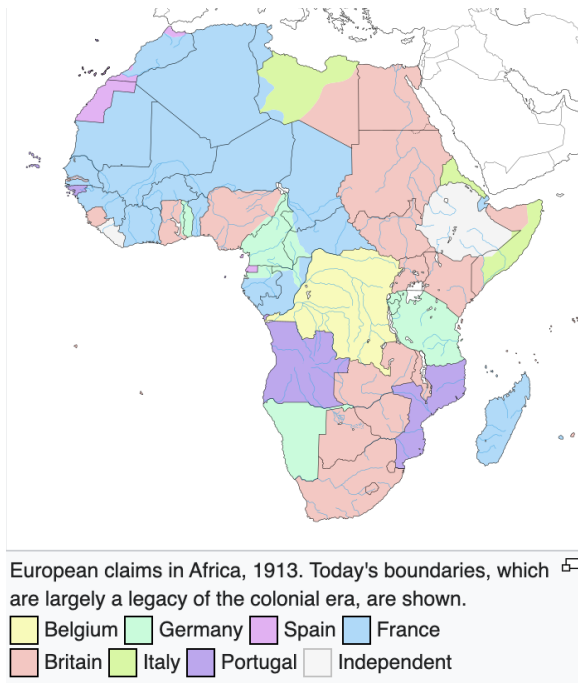 European claims in Africa, 1913. Today's boundaries, which
are largely a legacy of the colonial era, are shown.
Belgium Germany Spain France
Britain Italy Portugal Independent